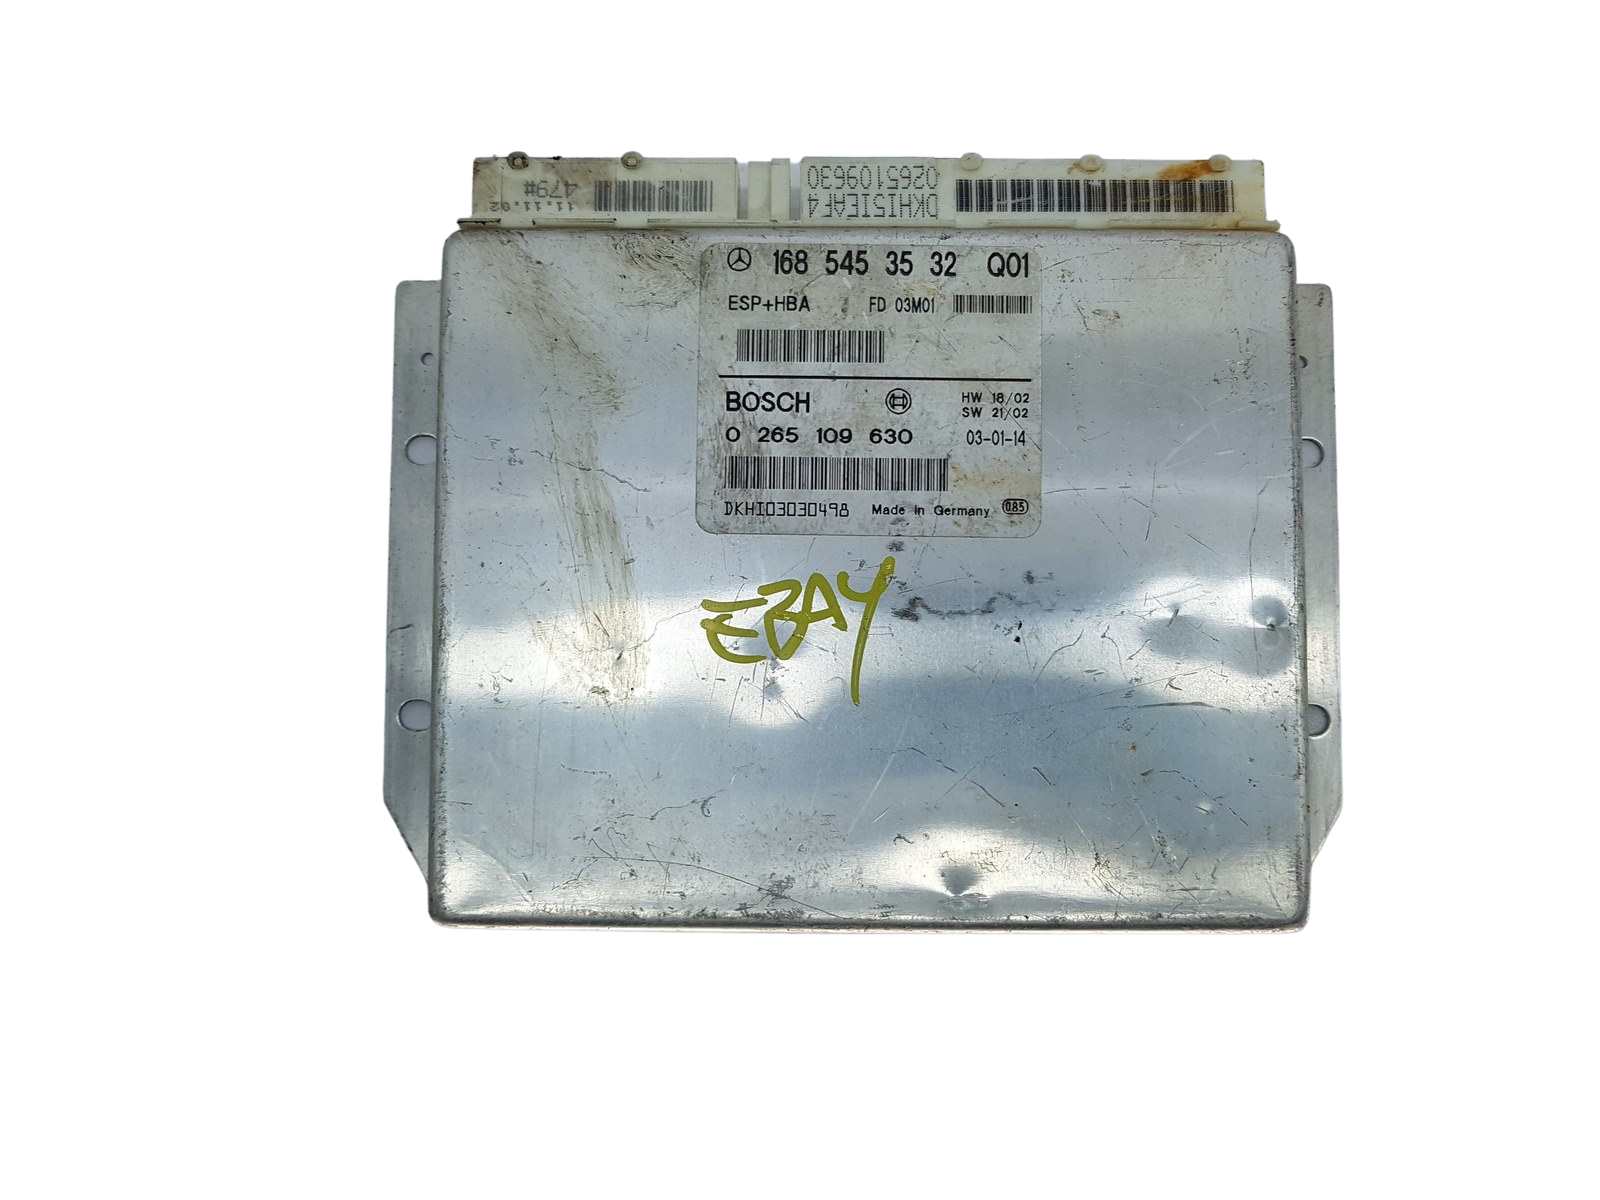 479#
11.11.02
0265109630
DKHI5IEAF4
168 545 35 32 Q01
ESP+HBA FD 03M01
BOSCH HW 18/02
SW 21/02
0 265 109 630 03-01-14
DKHI03030498 Made in Germany 085
EBAY